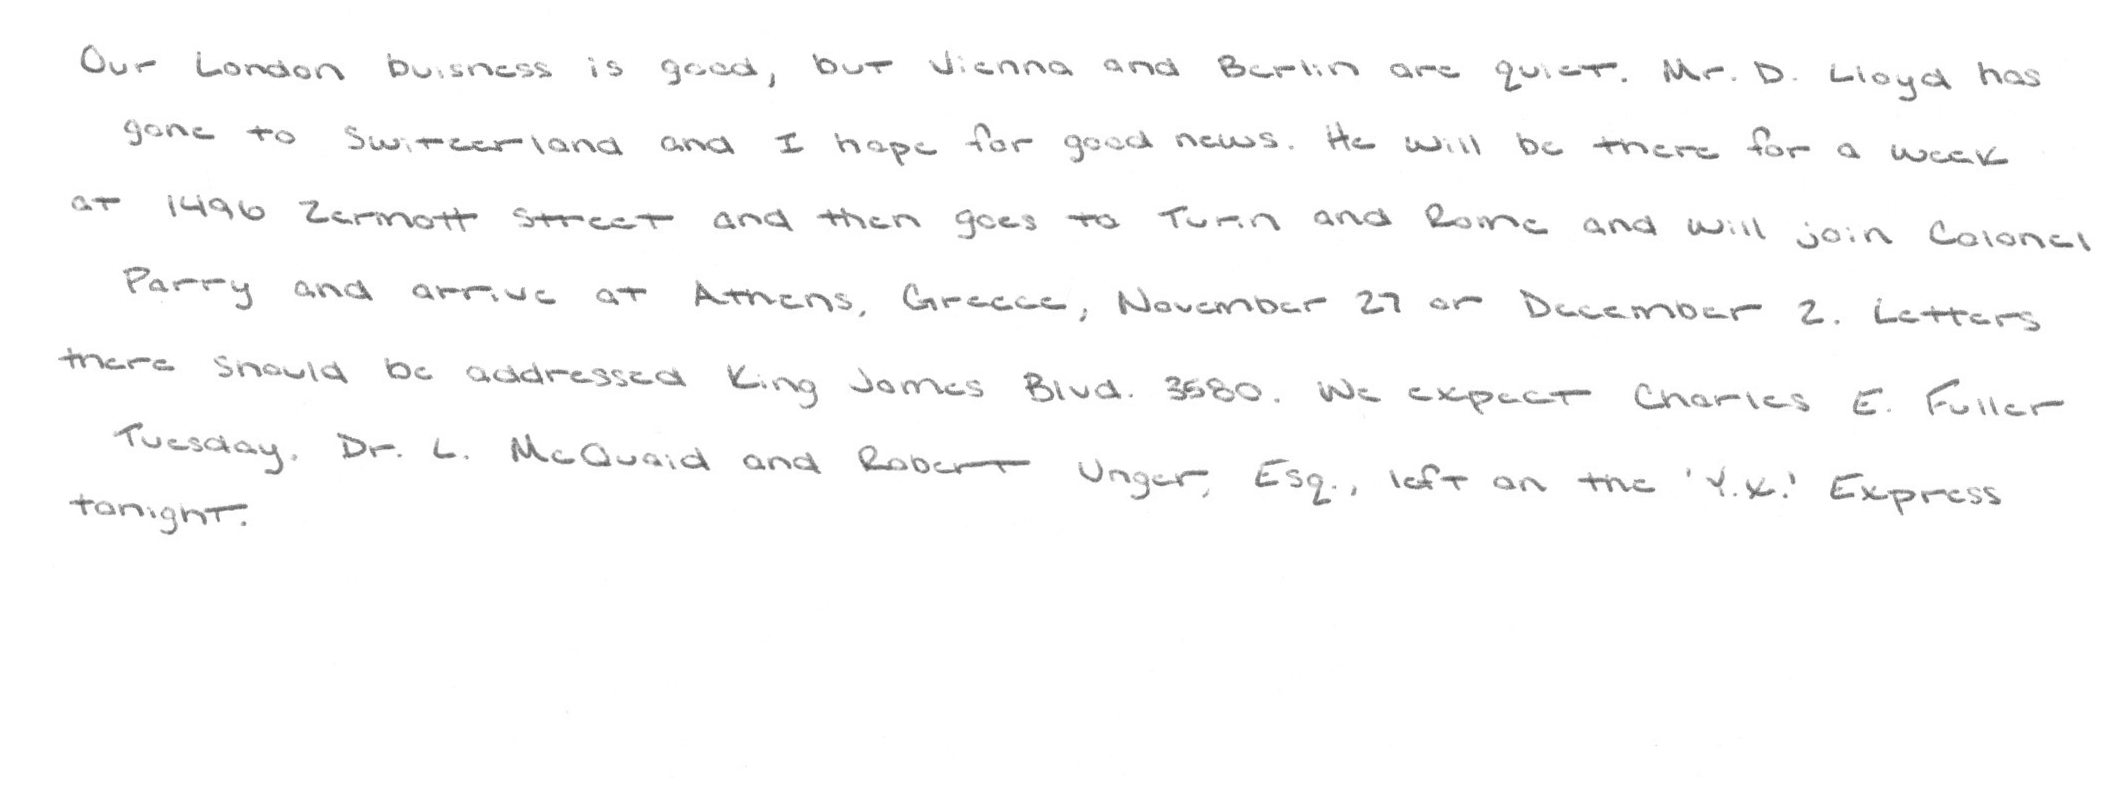 Our London buisness is good, but Vienna and Berlin are quiet. Mr. D. Lloyd has
gone to Switzerland and I hope for good news. He will be there for a week
at 1496 Zermott Street and then goes to Turin and Rome and will join Colonel
Parry and arrive at Athens, Greece, November 27 or December 2. Letters
there should be addressed King James Blvd. 3580. We expect Charles E. Fuller
Tuesday. Dr. L. McQuaid and Robert Unger, Esq., left on the 'Y.X.' Express
tonight.